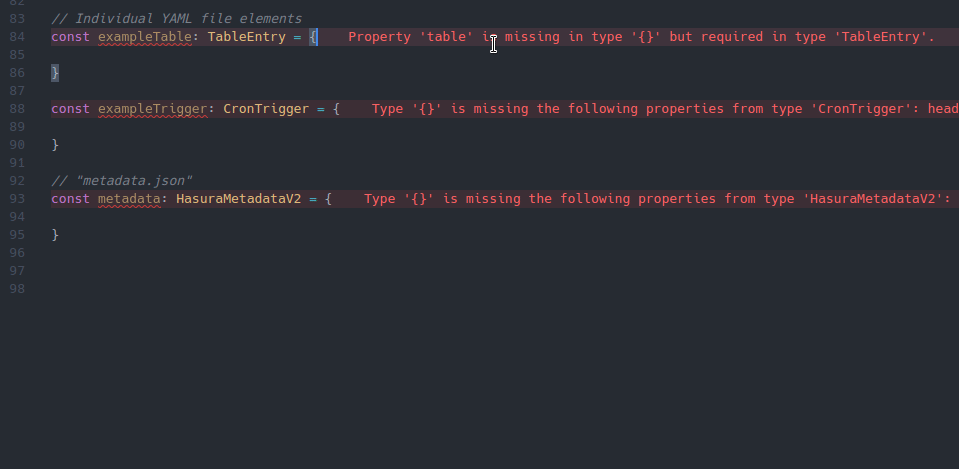 83 // Individual YAML file elements
84 const exampleTable: TableEntry = { Property 'table' is missing in type '{}' but required in type 'TableEntry'.
85
86 }
87
88 const exampleTrigger: CronTrigger = { Type '{}' is missing the following properties from type 'CronTrigger': head
89
90 }
91
92 // "metadata.json"
93 const metadata: HasuraMetadataV2 = { Type '{}' is missing the following properties from type 'HasuraMetadataV2':
94
95 }
96
97
98